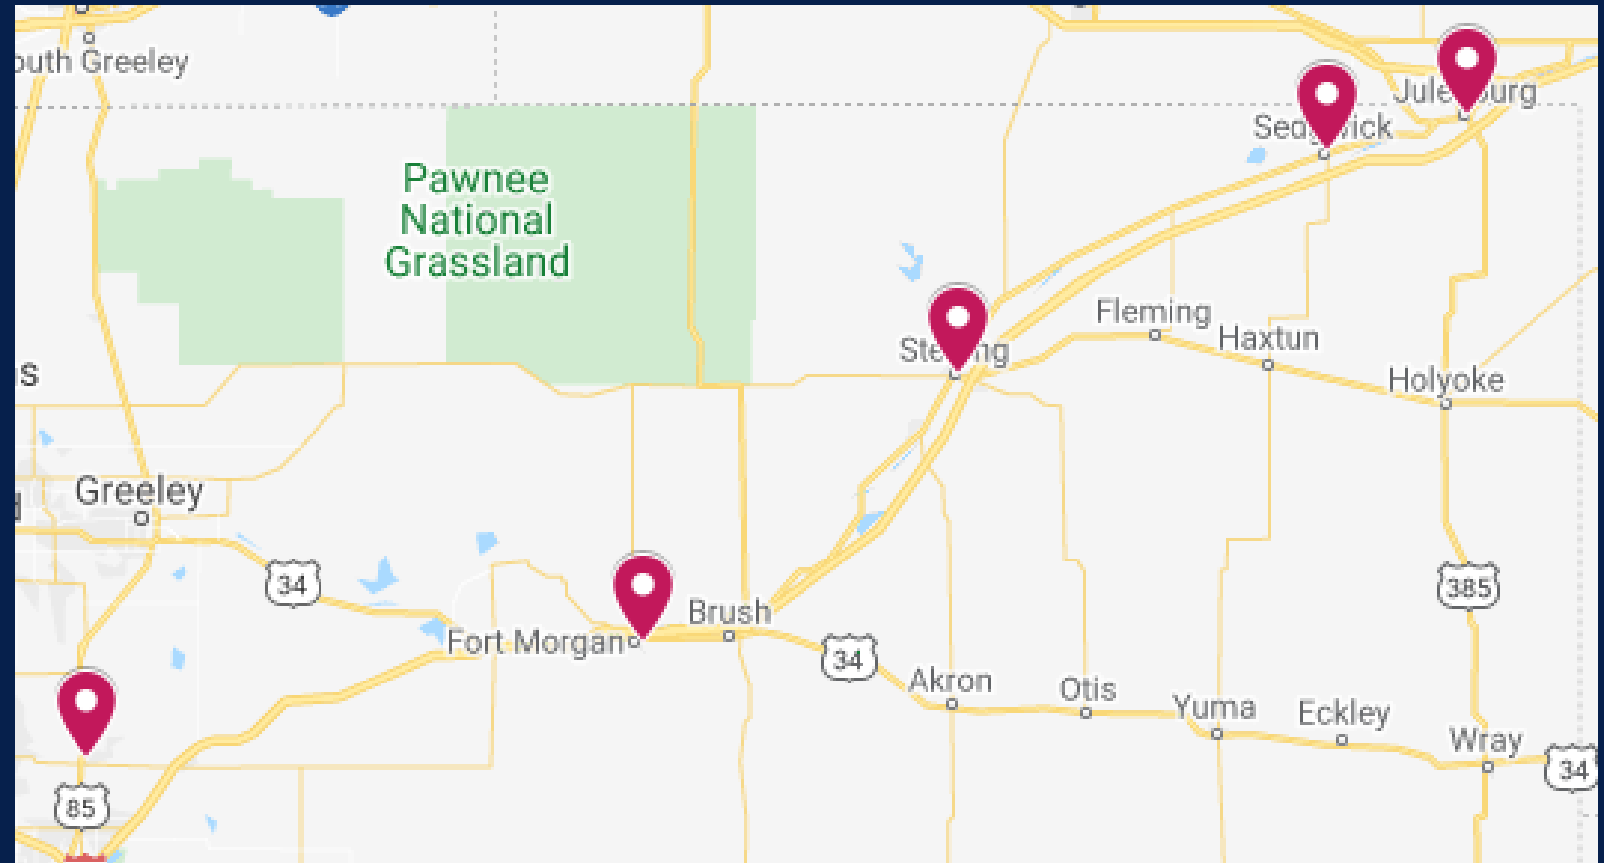 outh Greeley
Pawnee
National
Grassland
Fleming
Haxtun
Holyoke
Greeley
34
385
Brush
Fort Morgan
34
Akron
Otis
Yuma
Eckley
Wray
34
85